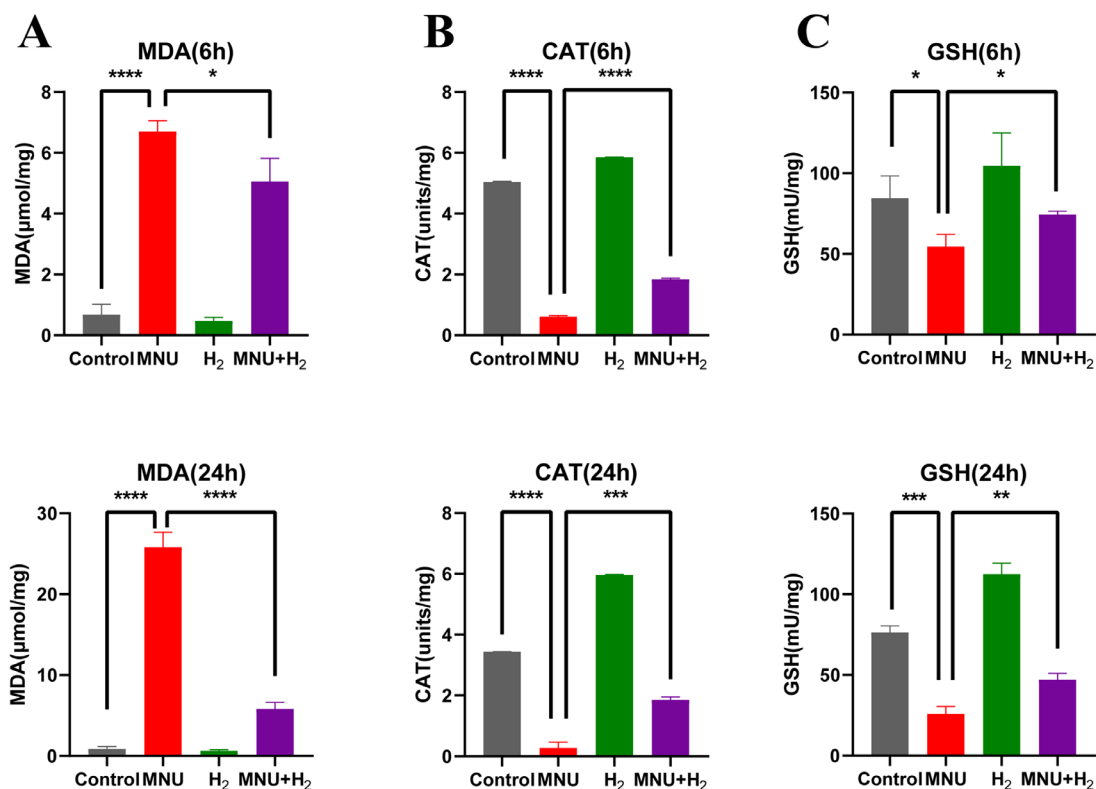 A
MDA(6h)
**** *
MDA(μmol/mg)
8
6
4
2
0
Control MNU H₂ MNU+H₂
B
CAT(6h)
**** ****
CAT(units/mg)
8
6
4
2
0
Control MNU H₂ MNU+H₂
C
GSH(6h)
* *
GSH(mU/mg)
150
100
50
0
Control MNU H₂ MNU+H₂
MDA(24h)
**** ****
MDA(μmol/mg)
30
20
10
0
Control MNU H₂ MNU+H₂
CAT(24h)
**** ***
CAT(units/mg)
8
6
4
2
0
Control MNU H₂ MNU+H₂
GSH(24h)
*** **
GSH(mU/mg)
150
100
50
0
Control MNU H₂ MNU+H₂